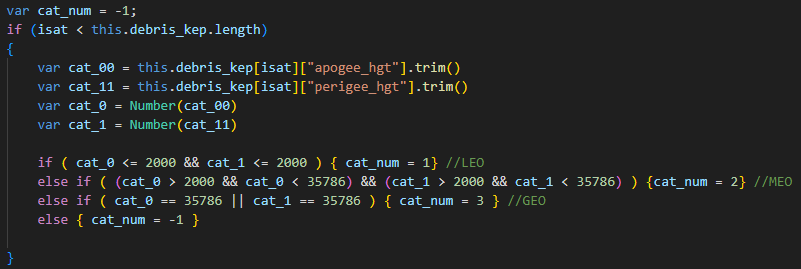 var cat_num = -1;
if (isat < this.debris_kep.length)
{
var cat_00 = this.debris_kep[isat]["apogee_hgt"].trim()
var cat_11 = this.debris_kep[isat]["perigee_hgt"].trim()
var cat_0 = Number(cat_00)
var cat_1 = Number(cat_11)
if ( cat_0 <= 2000 && cat_1 <= 2000 ) { cat_num = 1} //LEO
else if ( (cat_0 > 2000 && cat_0 < 35786) && (cat_1 > 2000 && cat_1 < 35786) ) {cat_num = 2} //MEO
else if ( cat_0 == 35786 || cat_1 == 35786 ) { cat_num = 3 } //GEO
else { cat_num = -1 }
}